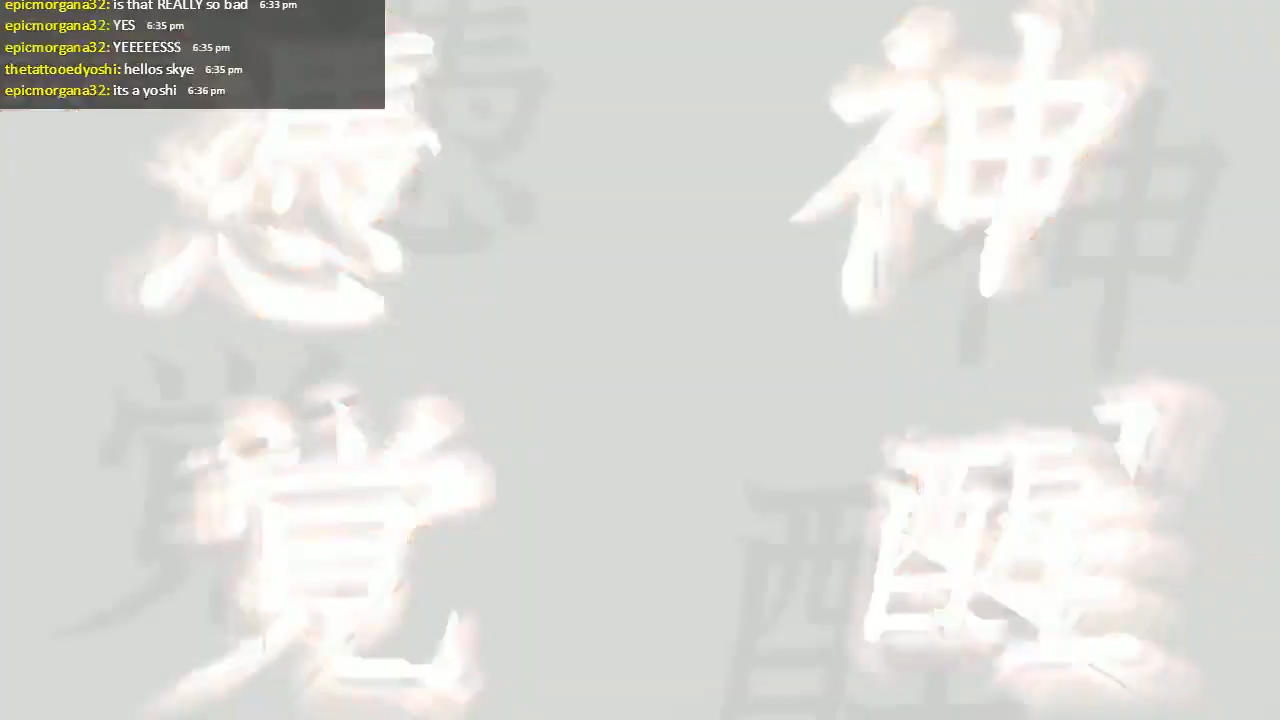 epicmorgana32: is that REALLY so bad 6:33 pm
epicmorgana32: YES 6:35 pm
epicmorgana32: YEEEEESSS 6:35 pm
thetattooedyoshi: hellos skye 6:35 pm
epicmorgana32: its a yoshi 6:36 pm
憑神
覚醒